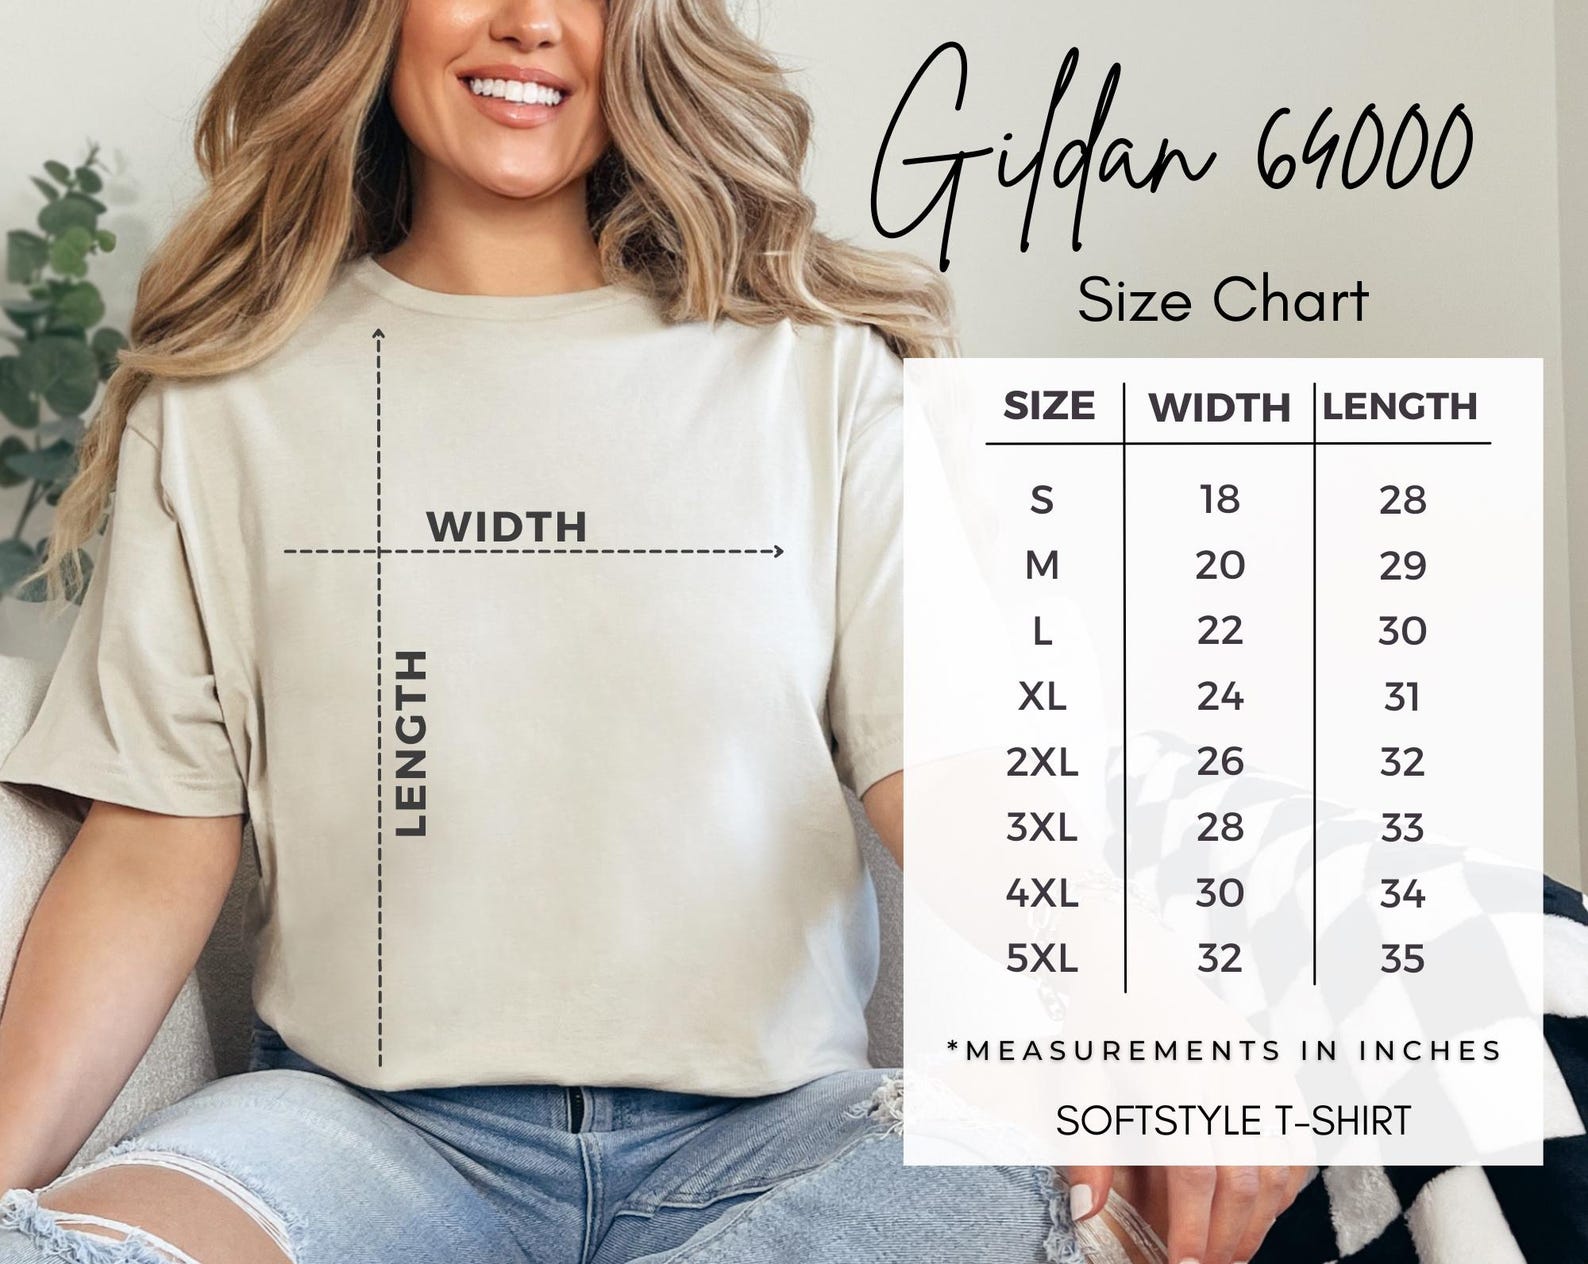 Gildan 64000
Size Chart
SIZE WIDTH LENGTH
S 18 28
M 20 29
L 22 30
XL 24 31
2XL 26 32
3XL 28 33
4XL 30 34
5XL 32 35
*MEASUREMENTS IN INCHES
SOFTSTYLE T-SHIRT
WIDTH
LENGTH